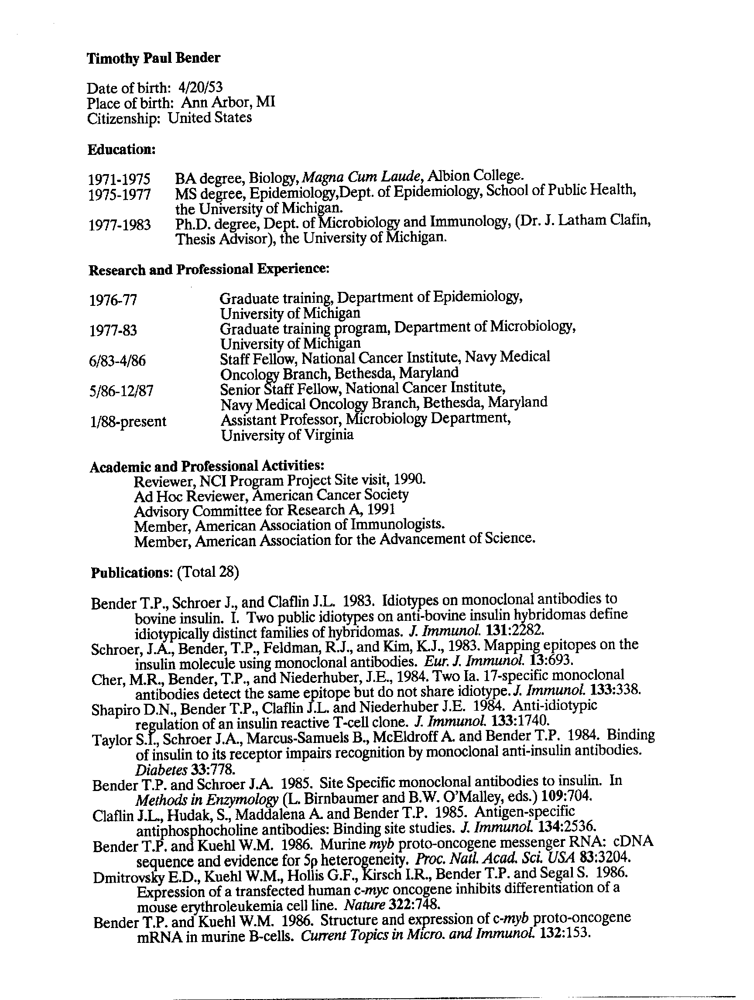 Timothy Paul Bender
Date of birth: 4/20/53
Place of birth: Ann Arbor, MI
Citizenship: United States
Education:
1971-1975 BA degree, Biology, Magna Cum Laude, Albion College.
1975-1977 MS degree, Epidemiology,Dept. of Epidemiology, School of Public Health,
the University of Michigan.
1977-1983 Ph.D. degree, Dept. of Microbiology and Immunology, (Dr. J. Latham Clafin,
Thesis Advisor), the University of Michigan.
Research and Professional Experience:
1976-77 Graduate training, Department of Epidemiology,
University of Michigan
1977-83 Graduate training program, Department of Microbiology,
University of Michigan
6/83-4/86 Staff Fellow, National Cancer Institute, Navy Medical
Oncology Branch, Bethesda, Maryland
5/86-12/87 Senior Staff Fellow, National Cancer Institute,
Navy Medical Oncology Branch, Bethesda, Maryland
1/88-present Assistant Professor, Microbiology Department,
University of Virginia
Academic and Professional Activities:
Reviewer, NCI Program Project Site visit, 1990.
Ad Hoc Reviewer, American Cancer Society
Advisory Committee for Research A, 1991
Member, American Association of Immunologists.
Member, American Association for the Advancement of Science.
Publications: (Total 28)
Bender T.P., Schroer J., and Claflin J.L. 1983. Idiotypes on monoclonal antibodies to
bovine insulin. I. Two public idiotypes on anti-bovine insulin hybridomas define
idiotypically distinct families of hybridomas. J. Immunol. 131:2282.
Schroer, J.A., Bender, T.P., Feldman, R.J., and Kim, K.J., 1983. Mapping epitopes on the
insulin molecule using monoclonal antibodies. Eur. J. Immunol. 13:693.
Cher, M.R., Bender, T.P., and Niederhuber, J.E., 1984. Two Ia. 17-specific monoclonal
antibodies detect the same epitope but do not share idiotype. J. Immunol. 133:338.
Shapiro D.N., Bender T.P., Claflin J.L. and Niederhuber J.E. 1984. Anti-idiotypic
regulation of an insulin reactive T-cell clone. J. Immunol. 133:1740.
Taylor S.I., Schroer J.A., Marcus-Samuels B., McEldroff A. and Bender T.P. 1984. Binding
of insulin to its receptor impairs recognition by monoclonal anti-insulin antibodies.
Diabetes 33:778.
Bender T.P. and Schroer J.A. 1985. Site Specific monoclonal antibodies to insulin. In
Methods in Enzymology (L. Birnbaumer and B.W. O'Malley, eds.) 109:704.
Claflin J.L., Hudak, S., Maddalena A. and Bender T.P. 1985. Antigen-specific
antiphosphocholine antibodies: Binding site studies. J. Immunol. 134:2536.
Bender T.P. and Kuehl W.M. 1986. Murine myb proto-oncogene messenger RNA: cDNA
sequence and evidence for 5p heterogeneity. Proc. Natl. Acad. Sci. USA 83:3204.
Dmitrovsky E.D., Kuehl W.M., Hollis G.F., Kirsch I.R., Bender T.P. and Segal S. 1986.
Expression of a transfected human c-myc oncogene inhibits differentiation of a
mouse erythroleukemia cell line. Nature 322:748.
Bender T.P. and Kuehl W.M. 1986. Structure and expression of c-myb proto-oncogene
mRNA in murine B-cells. Current Topics in Micro. and Immunol. 132:153.